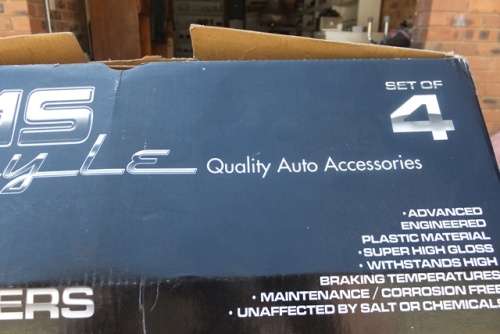 SET OF
4
Quality Auto Accessories
• ADVANCED
ENGINEERED
PLASTIC MATERIAL
• SUPER HIGH GLOSS
• WITHSTANDS HIGH
BRAKING TEMPERATURES
• MAINTENANCE / CORROSION FREE
• UNAFFECTED BY SALT OR CHEMICALS
ERS